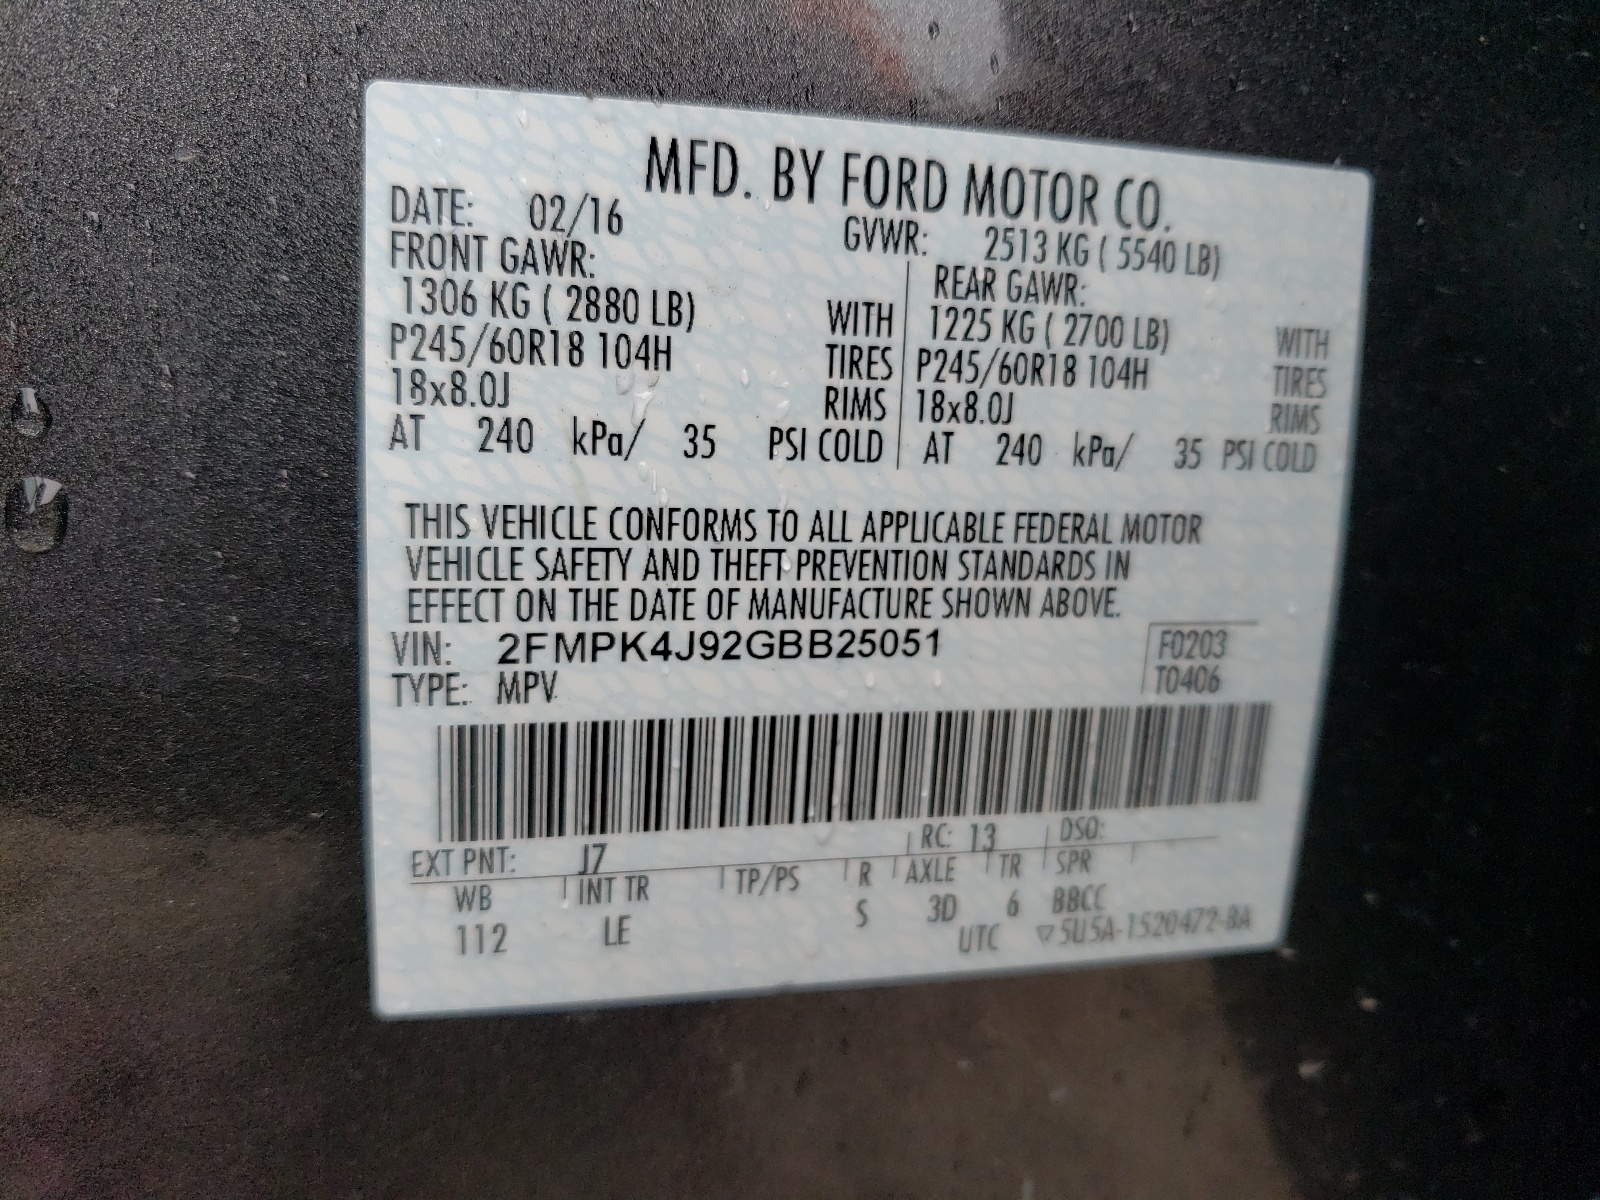 MFD. BY FORD MOTOR CO.
DATE: 02/16 GVWR: 2513 KG ( 5540 LB)
FRONT GAWR: REAR GAWR:
1306 KG ( 2880 LB) WITH 1225 KG ( 2700 LB) WITH
P245/60R18 104H TIRES P245/60R18 104H TIRES
18x8.0J RIMS 18x8.0J RIMS
AT 240 kPa/ 35 PSI COLD AT 240 kPa/ 35 PSI COLD
THIS VEHICLE CONFORMS TO ALL APPLICABLE FEDERAL MOTOR
VEHICLE SAFETY AND THEFT PREVENTION STANDARDS IN
EFFECT ON THE DATE OF MANUFACTURE SHOWN ABOVE.
VIN: 2FMPK4J92GBB25051 F0203
TYPE: MPV T0406
EXT PNT: J7 RC: 13 DSO:
WB INT TR TP/PS R AXLE TR SPR
112 LE S 3D 6 BBCC
UTC ▽5U5A-1520472-BA